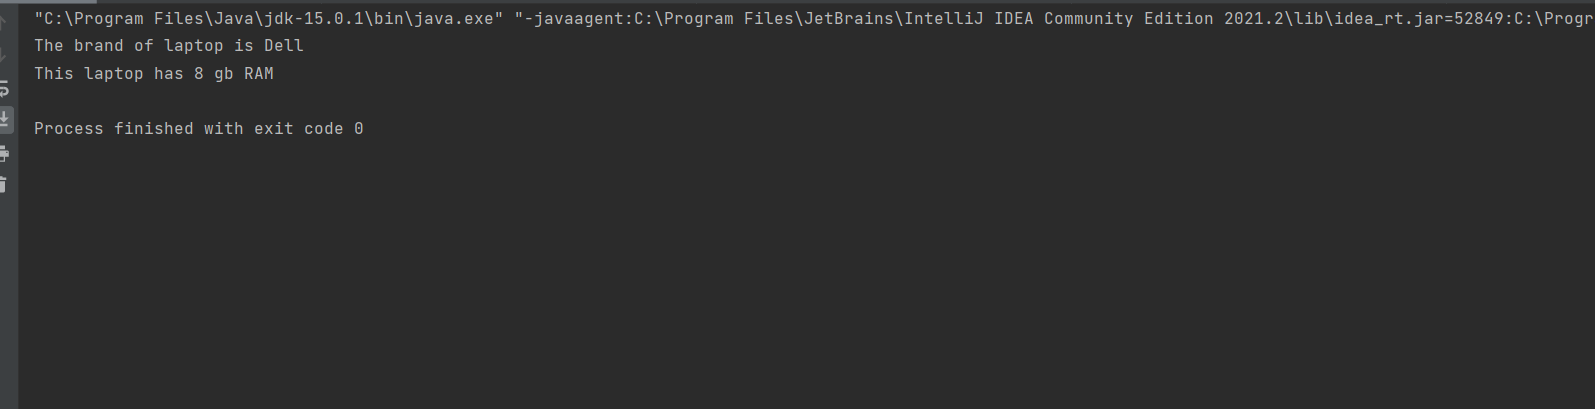 "C:\Program Files\Java\jdk-15.0.1\bin\java.exe" "-javaagent:C:\Program Files\JetBrains\IntelliJ IDEA Community Edition 2021.2\lib\idea_rt.jar=52849:C:\Progr
The brand of laptop is Dell
This laptop has 8 gb RAM
Process finished with exit code 0